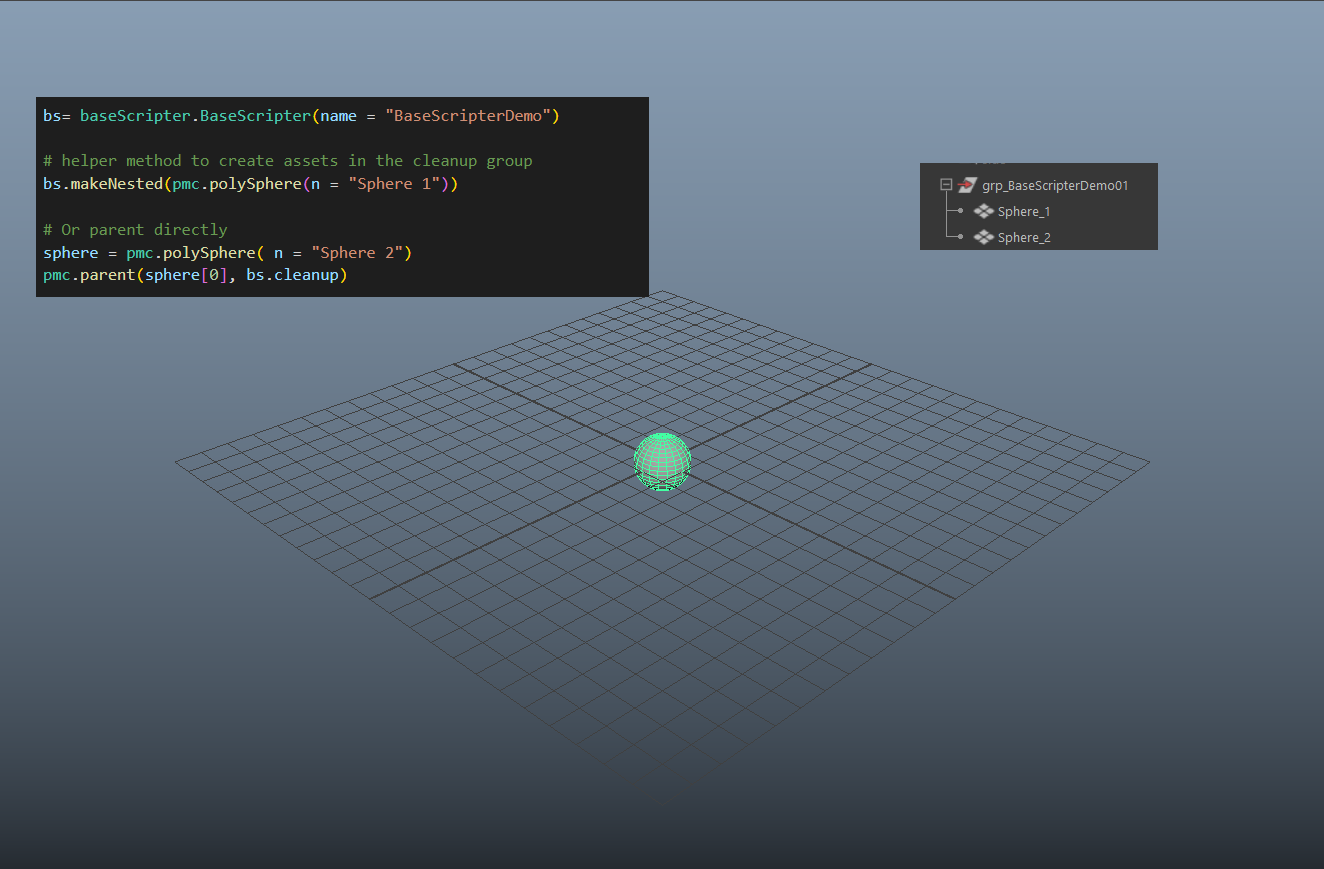 bs= baseScripter.BaseScripter(name = "BaseScripterDemo")
# helper method to create assets in the cleanup group
bs.makeNested(pmc.polySphere(n = "Sphere 1"))
# Or parent directly
sphere = pmc.polySphere( n = "Sphere 2")
pmc.parent(sphere[0], bs.cleanup)
grp_BaseScripterDemo01
Sphere_1
Sphere_2